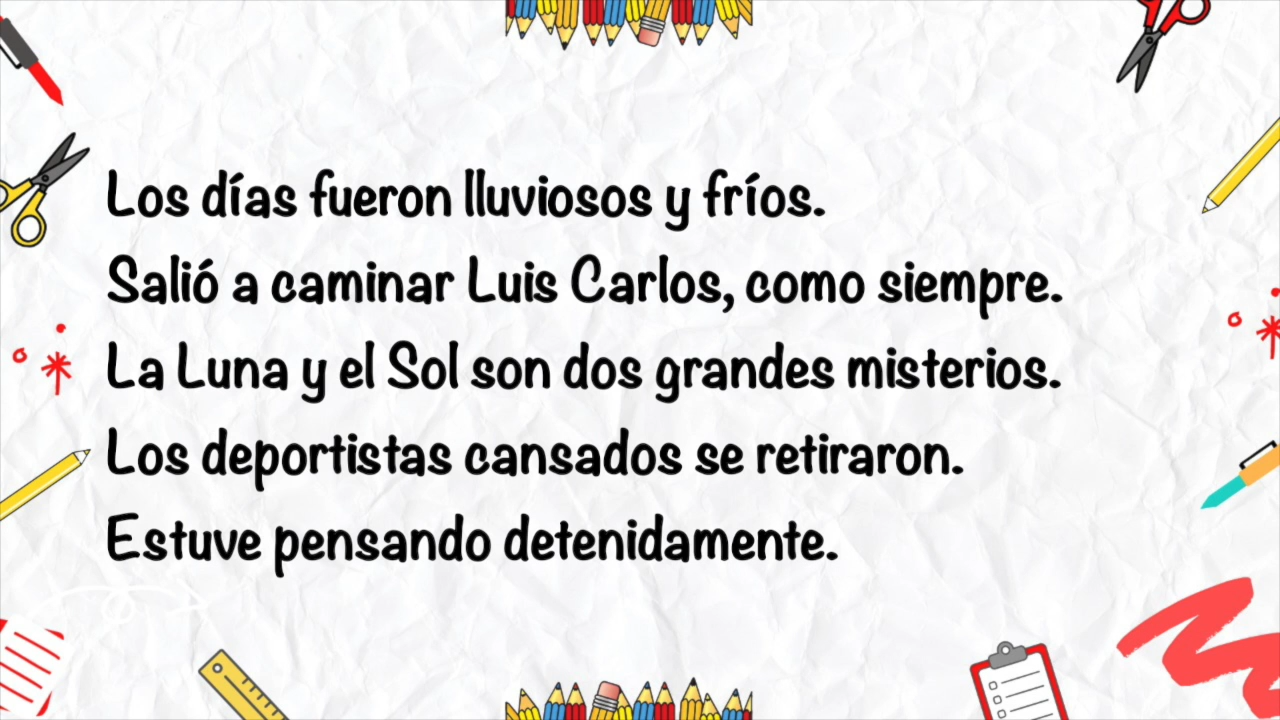 Los días fueron lluviosos y fríos.
Salió a caminar Luis Carlos, como siempre.
La Luna y el Sol son dos grandes misterios.
Los deportistas cansados se retiraron.
Estuve pensando detenidamente.